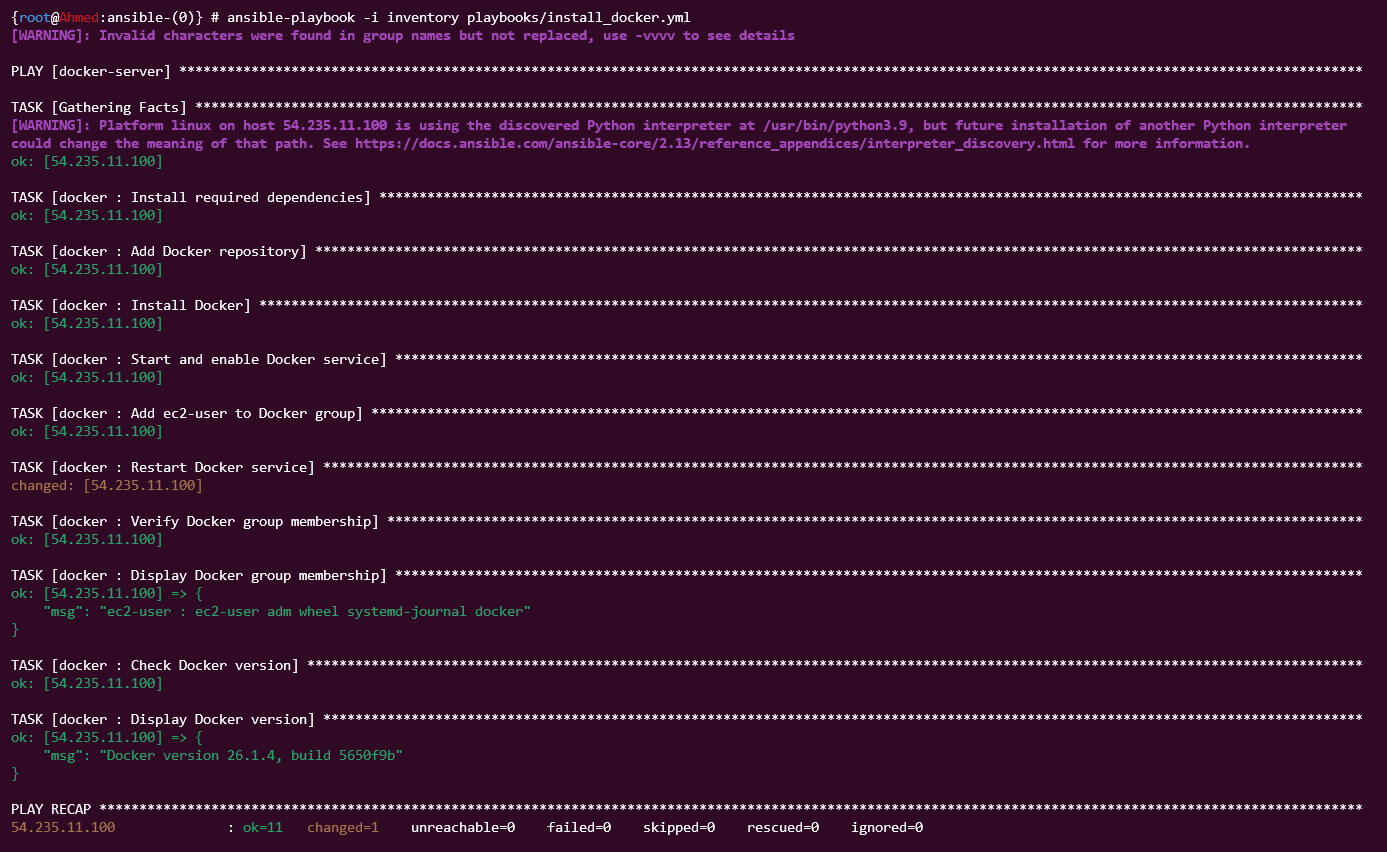 {root@Ahmed:ansible-(0)} # ansible-playbook -i inventory playbooks/install_docker.yml
[WARNING]: Invalid characters were found in group names but not replaced, use -vvvv to see details
PLAY [docker-server] ****************************************************************************************************************************************************
TASK [Gathering Facts] **************************************************************************************************************************************************
[WARNING]: Platform linux on host 54.235.11.100 is using the discovered Python interpreter at /usr/bin/python3.9, but future installation of another Python interpreter
could change the meaning of that path. See https://docs.ansible.com/ansible-core/2.13/reference_appendices/interpreter_discovery.html for more information.
ok: [54.235.11.100]
TASK [docker : Install required dependencies] ***************************************************************************************************************************
ok: [54.235.11.100]
TASK [docker : Add Docker repository] ***********************************************************************************************************************************
ok: [54.235.11.100]
TASK [docker : Install Docker] ******************************************************************************************************************************************
ok: [54.235.11.100]
TASK [docker : Start and enable Docker service] *************************************************************************************************************************
ok: [54.235.11.100]
TASK [docker : Add ec2-user to Docker group] ****************************************************************************************************************************
ok: [54.235.11.100]
TASK [docker : Restart Docker service] **********************************************************************************************************************************
changed: [54.235.11.100]
TASK [docker : Verify Docker group membership] **************************************************************************************************************************
ok: [54.235.11.100]
TASK [docker : Display Docker group membership] *************************************************************************************************************************
ok: [54.235.11.100] => {
    "msg": "ec2-user : ec2-user adm wheel systemd-journal docker"
}
TASK [docker : Check Docker version] ************************************************************************************************************************************
ok: [54.235.11.100]
TASK [docker : Display Docker version] **********************************************************************************************************************************
ok: [54.235.11.100] => {
    "msg": "Docker version 26.1.4, build 5650f9b"
}
PLAY RECAP **************************************************************************************************************************************************************
54.235.11.100              : ok=11   changed=1    unreachable=0    failed=0    skipped=0    rescued=0    ignored=0